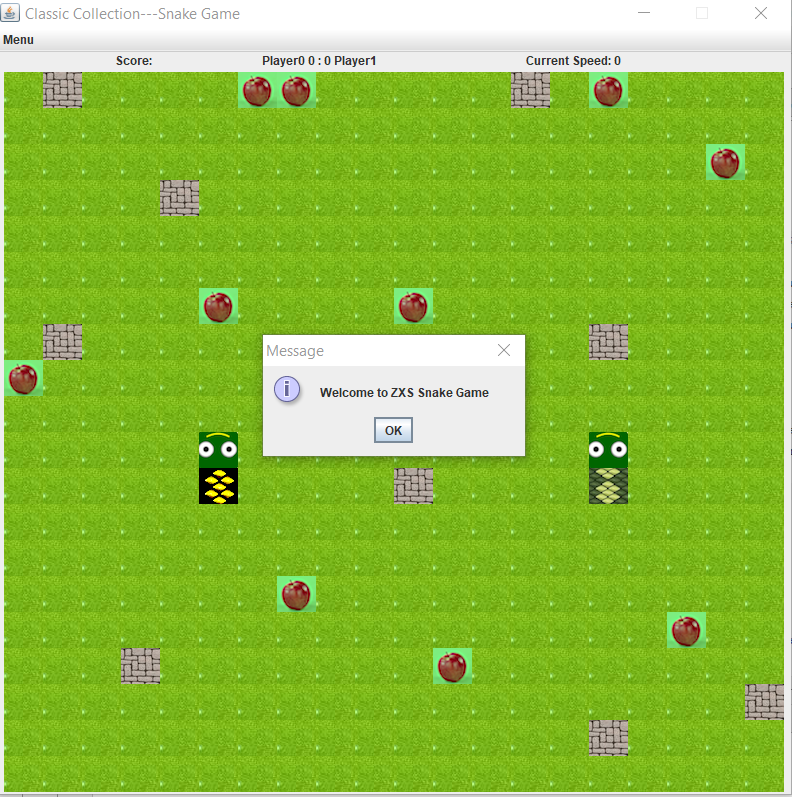 Classic Collection---Snake Game
Menu
Score: Player0 0 : 0 Player1 Current Speed: 0
Message
i Welcome to ZXS Snake Game
OK